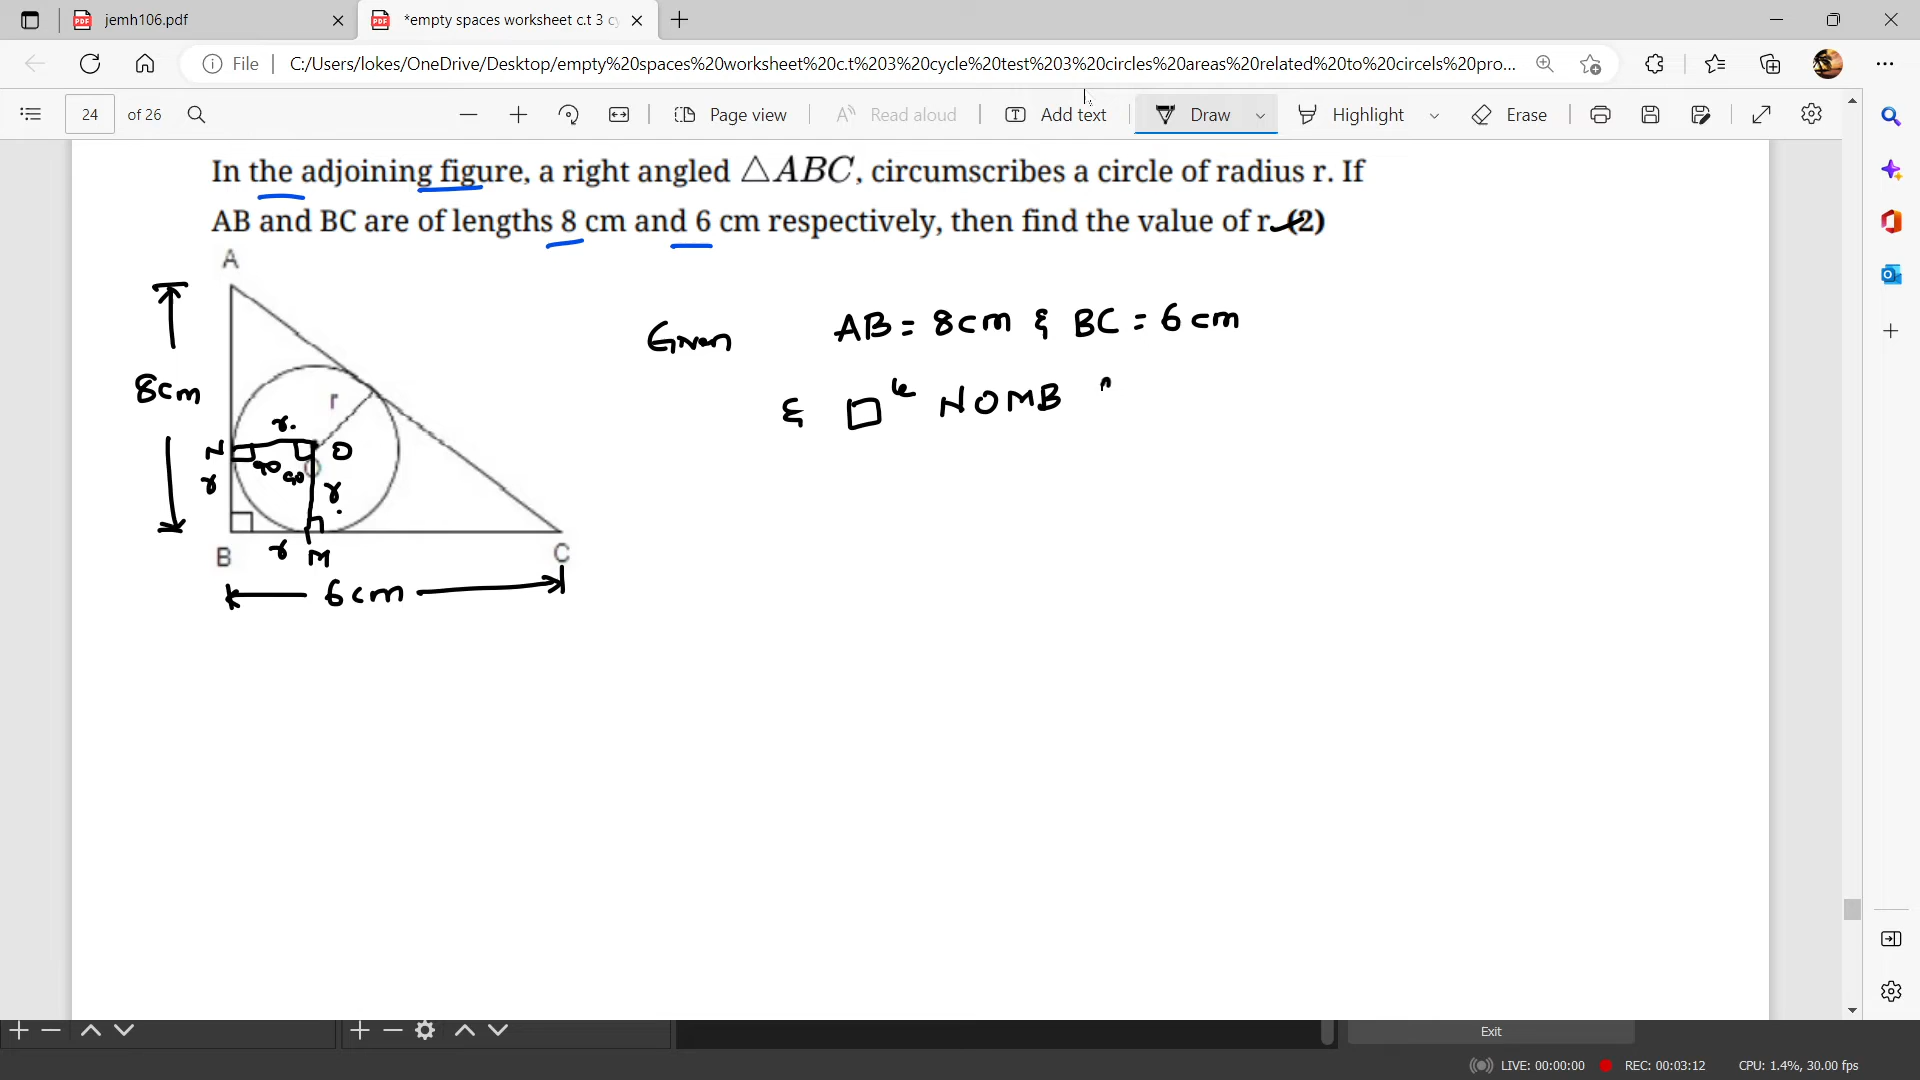 jemh106.pdf
*empty spaces worksheet c.t 3 cy
File
C:/Users/lokes/OneDrive/Desktop/empty%20spaces%20worksheet%20c.t%203%20cycle%20test%203%20circles%20areas%20related%20to%20circels%20pro...
24 of 26
Page view
Read aloud
Add text
Draw
Highlight
Erase
In the adjoining figure, a right angled △ABC, circumscribes a circle of radius r. If
AB and BC are of lengths 8 cm and 6 cm respectively, then find the value of r. (2)
A
Given AB = 8cm & BC = 6cm
8cm
r
& □le NOMB
r.
N O
90 90
r r
B r M C
6cm
Exit
LIVE: 00:00:00 REC: 00:03:12 CPU: 1.4%, 30.00 fps